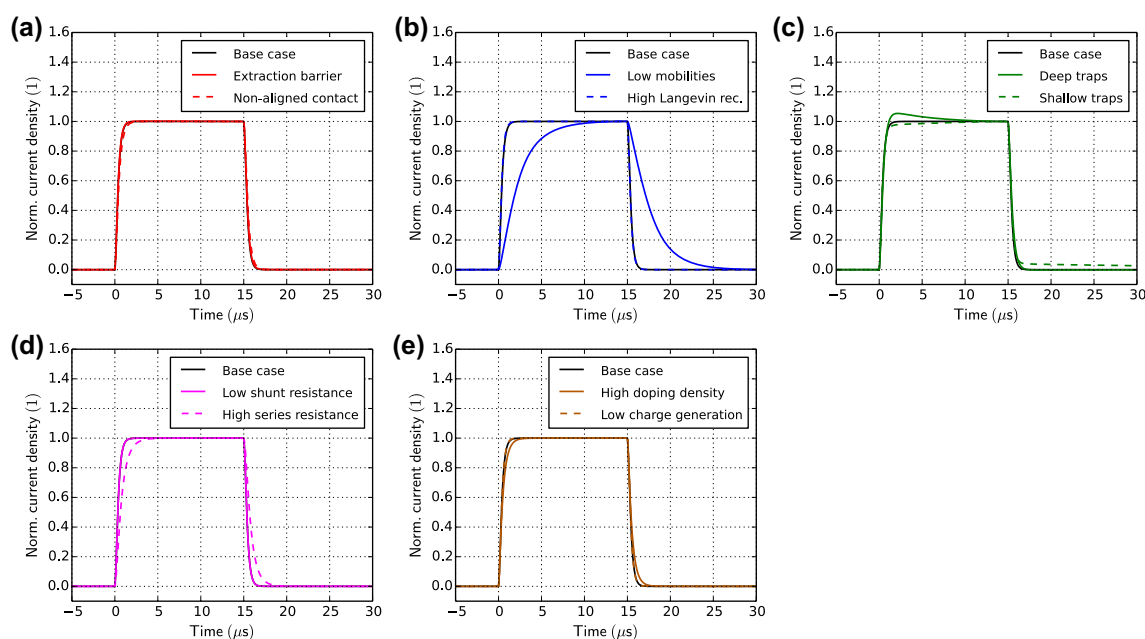 (a)
1.6
1.4
1.2
1.0
0.8
0.6
0.4
0.2
0.0
Norm. current density (1)
Base case
Extraction barrier
Non-aligned contact
−5 0 5 10 15 20 25 30
Time (μs)
(b)
1.6
1.4
1.2
1.0
0.8
0.6
0.4
0.2
0.0
Norm. current density (1)
Base case
Low mobilities
High Langevin rec.
−5 0 5 10 15 20 25 30
Time (μs)
(c)
1.6
1.4
1.2
1.0
0.8
0.6
0.4
0.2
0.0
Norm. current density (1)
Base case
Deep traps
Shallow traps
−5 0 5 10 15 20 25 30
Time (μs)
(d)
1.6
1.4
1.2
1.0
0.8
0.6
0.4
0.2
0.0
Norm. current density (1)
Base case
Low shunt resistance
High series resistance
−5 0 5 10 15 20 25 30
Time (μs)
(e)
1.6
1.4
1.2
1.0
0.8
0.6
0.4
0.2
0.0
Norm. current density (1)
Base case
High doping density
Low charge generation
−5 0 5 10 15 20 25 30
Time (μs)